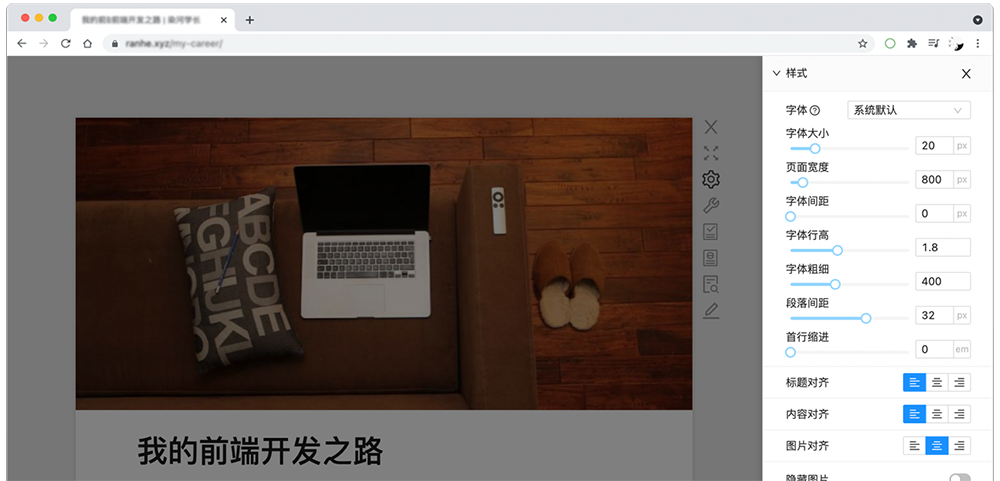 我的前端开发之路 | 染河学长
ranhe.xyz/my-career/
样式
字体
系统默认
字体大小
20 px
页面宽度
800 px
字体间距
0 px
字体行高
1.8
字体粗细
400
段落间距
32 px
首行缩进
0 em
标题对齐
内容对齐
图片对齐
隐藏图片
ABCDE
FGHIJKL
我的前端开发之路